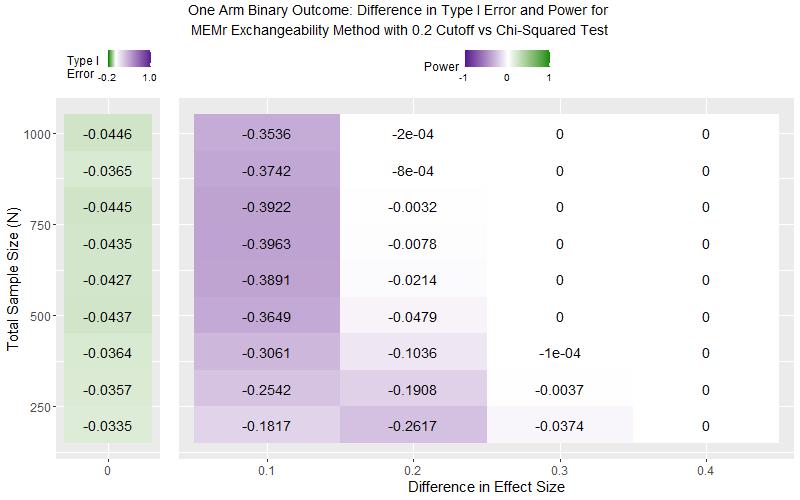 One Arm Binary Outcome: Difference in Type I Error and Power for
MEMr Exchangeability Method with 0.2 Cutoff vs Chi-Squared Test
Type I
Error
-0.2 1.0
Power
-1 0 1
Total Sample Size (N)
1000 -0.0446 -0.3536 -2e-04 0 0
-0.0365 -0.3742 -8e-04 0 0
-0.0445 -0.3922 -0.0032 0 0
750
-0.0435 -0.3963 -0.0078 0 0
-0.0427 -0.3891 -0.0214 0 0
500 -0.0437 -0.3649 -0.0479 0 0
-0.0364 -0.3061 -0.1036 -1e-04 0
-0.0357 -0.2542 -0.1908 -0.0037 0
250
-0.0335 -0.1817 -0.2617 -0.0374 0
0 0.1 0.2 0.3 0.4
Difference in Effect Size